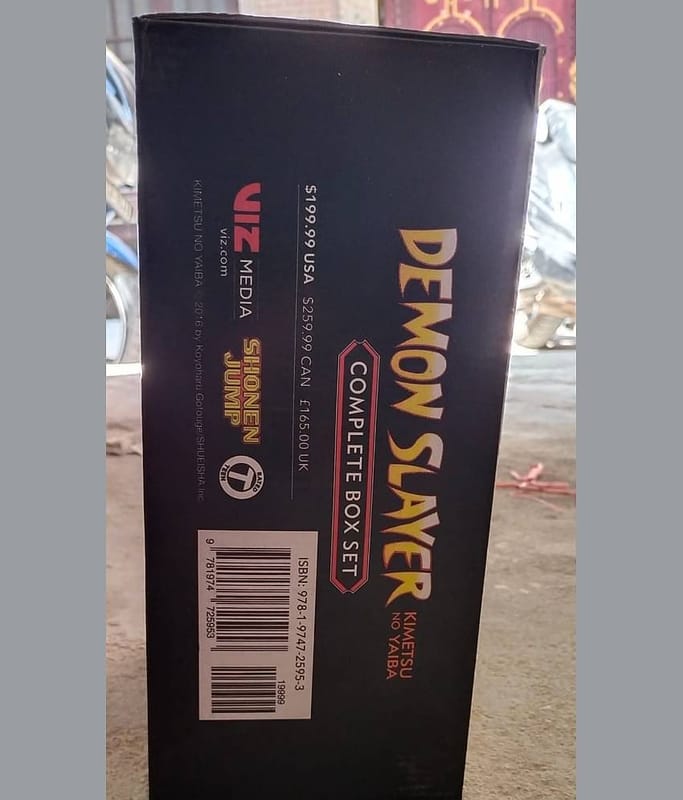 DEMON SLAYER
KIMETSU
NO YAIBA
COMPLETE BOX SET
$199.99 USA $259.99 CAN £165.00 UK
VIZ MEDIA
viz.com
SHONEN
JUMP
RATED
T
TEEN
KIMETSU NO YAIBA © 2016 by Koyoharu Gotouge/SHUEISHA Inc.
ISBN: 978-1-9747-2595-3
19999
9 781974 725953